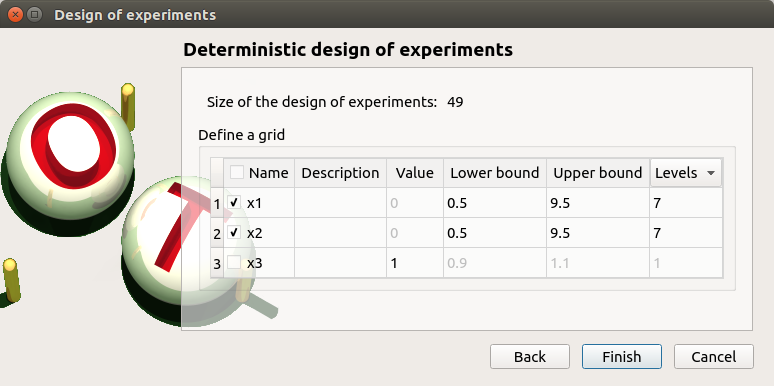 Design of experiments
Deterministic design of experiments
Size of the design of experiments: 49
Define a grid
Name Description Value Lower bound Upper bound Levels
1 x1 0 0.5 9.5 7
2 x2 0 0.5 9.5 7
3 x3 1 0.9 1.1 1
Back Finish Cancel